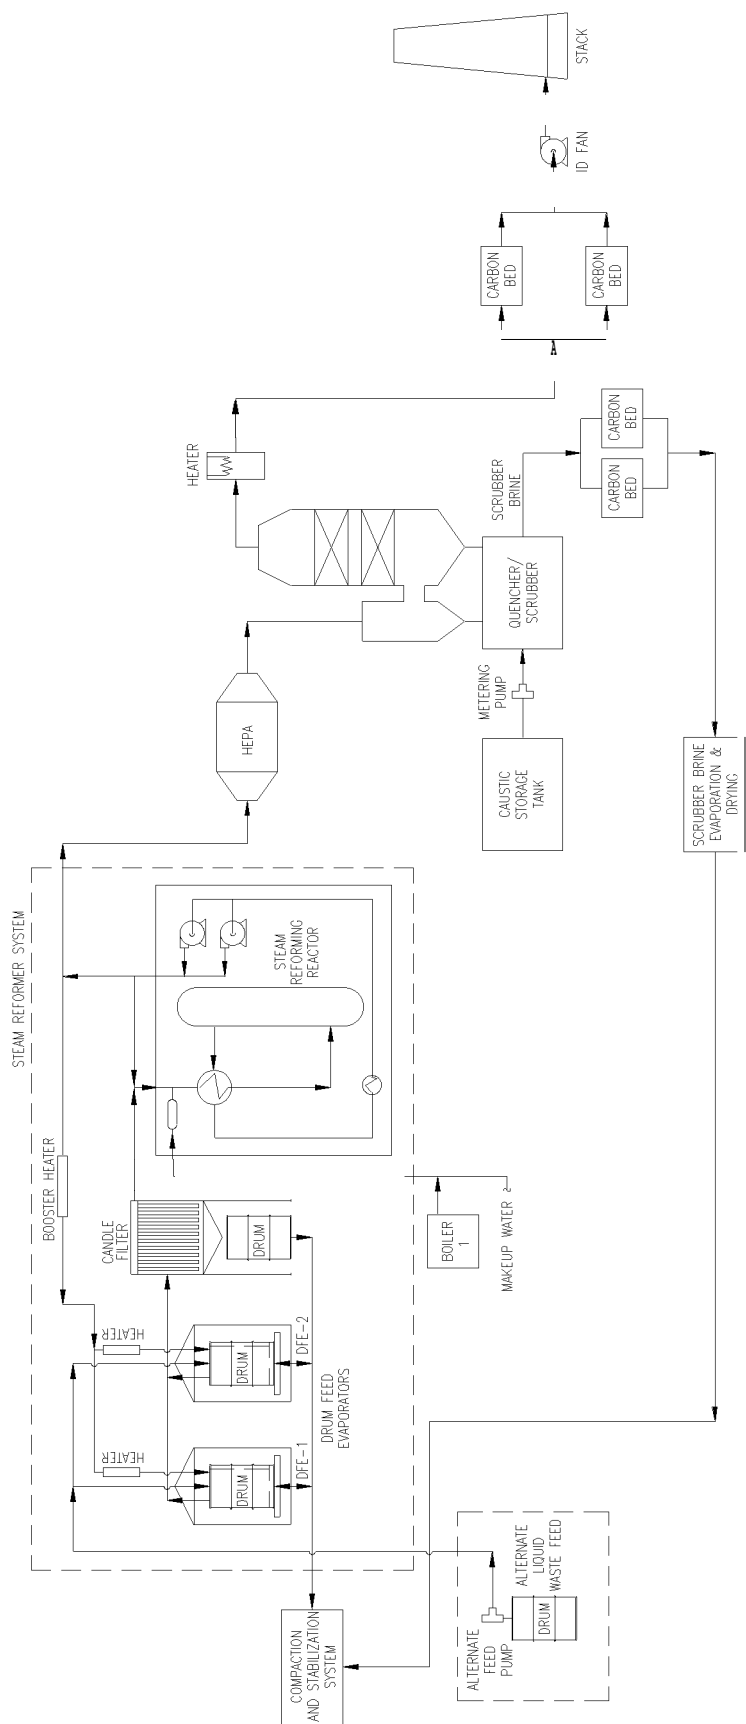 STACK
ID FAN
CARBON
BED
CARBON
BED
HEATER
CARBON
BED
CARBON
BED
SCRUBBER
BRINE
QUENCHER/
SCRUBBER
METERING
PUMP
CAUSTIC
STORAGE
TANK
HEPA
SCRUBBER BRINE
EVAPORATION &
DRYING
STEAM REFORMER SYSTEM
STEAM
REFORMING
REACTOR
BOOSTER HEATER
CANDLE
FILTER
DRUM
BOILER
1
MAKEUP WATER
HEATER
DRUM
DFE-2
DRUM FEED
EVAPORATORS
HEATER
DRUM
DFE-1
COMPACTION
AND STABILIZATION
SYSTEM
ALTERNATE
FEED
PUMP
DRUM
ALTERNATE
LIQUID
WASTE FEED